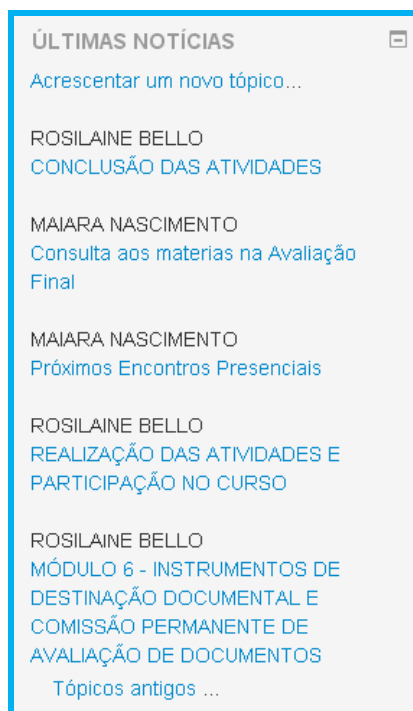 ÚLTIMAS NOTÍCIAS
Acrescentar um novo tópico...
ROSILAINE BELLO
CONCLUSÃO DAS ATIVIDADES
MAIARA NASCIMENTO
Consulta aos materias na Avaliação
Final
MAIARA NASCIMENTO
Próximos Encontros Presenciais
ROSILAINE BELLO
REALIZAÇÃO DAS ATIVIDADES E
PARTICIPAÇÃO NO CURSO
ROSILAINE BELLO
MÓDULO 6 - INSTRUMENTOS DE
DESTINAÇÃO DOCUMENTAL E
COMISSÃO PERMANENTE DE
AVALIAÇÃO DE DOCUMENTOS
Tópicos antigos ...